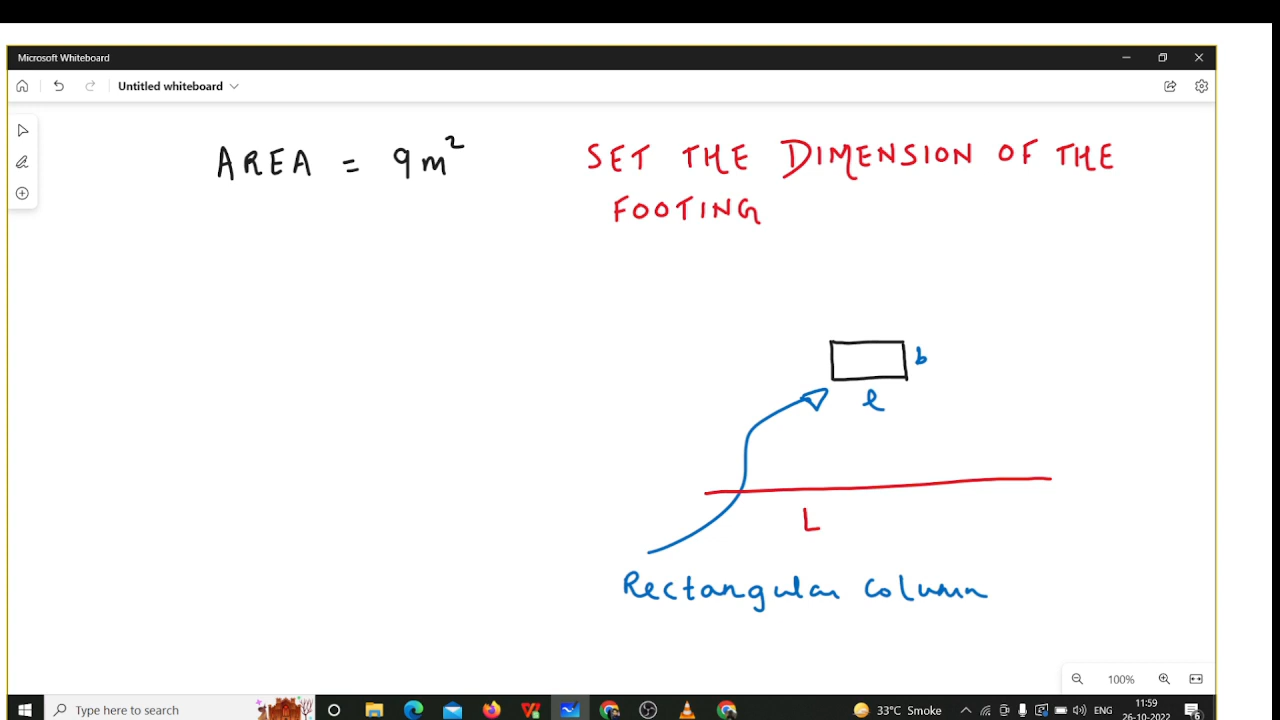 Microsoft Whiteboard
Untitled whiteboard
AREA = 9m²
SET THE DIMENSION OF THE
FOOTING
b
l
L
Rectangular column
100%
Type here to search
33°C Smoke
ENG
11:59
26-10-2022
6